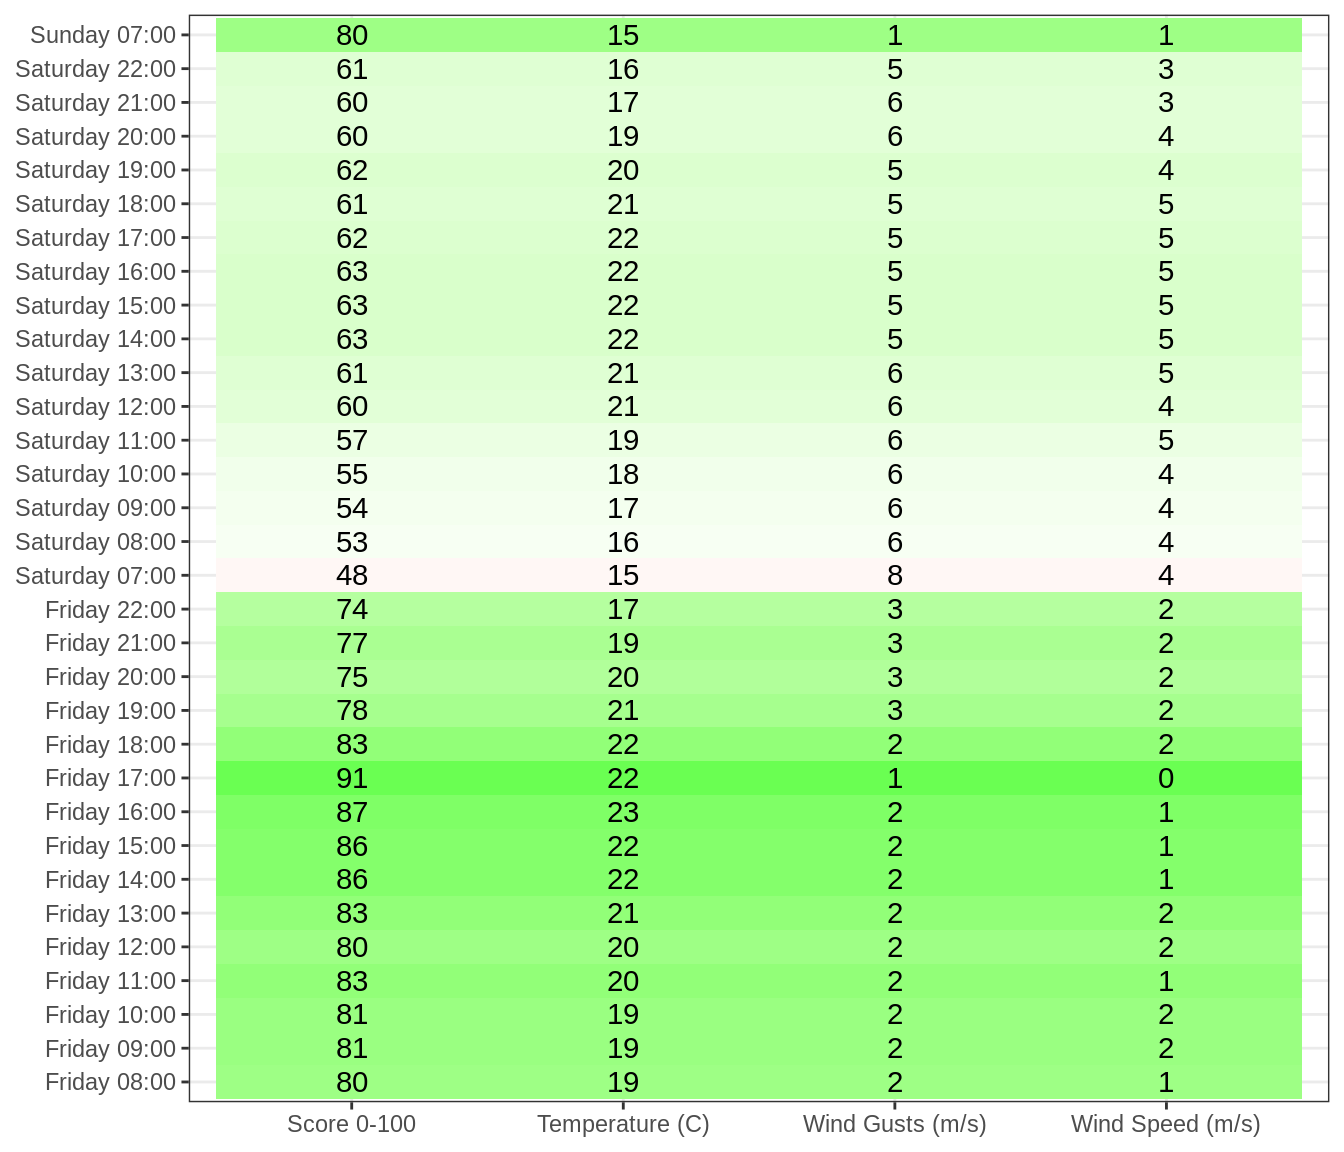 Sunday 07:00 80 15 1 1
Saturday 22:00 61 16 5 3
Saturday 21:00 60 17 6 3
Saturday 20:00 60 19 6 4
Saturday 19:00 62 20 5 4
Saturday 18:00 61 21 5 5
Saturday 17:00 62 22 5 5
Saturday 16:00 63 22 5 5
Saturday 15:00 63 22 5 5
Saturday 14:00 63 22 5 5
Saturday 13:00 61 21 6 5
Saturday 12:00 60 21 6 4
Saturday 11:00 57 19 6 5
Saturday 10:00 55 18 6 4
Saturday 09:00 54 17 6 4
Saturday 08:00 53 16 6 4
Saturday 07:00 48 15 8 4
Friday 22:00 74 17 3 2
Friday 21:00 77 19 3 2
Friday 20:00 75 20 3 2
Friday 19:00 78 21 3 2
Friday 18:00 83 22 2 2
Friday 17:00 91 22 1 0
Friday 16:00 87 23 2 1
Friday 15:00 86 22 2 1
Friday 14:00 86 22 2 1
Friday 13:00 83 21 2 2
Friday 12:00 80 20 2 2
Friday 11:00 83 20 2 1
Friday 10:00 81 19 2 2
Friday 09:00 81 19 2 2
Friday 08:00 80 19 2 1
Score 0-100 Temperature (C) Wind Gusts (m/s) Wind Speed (m/s)